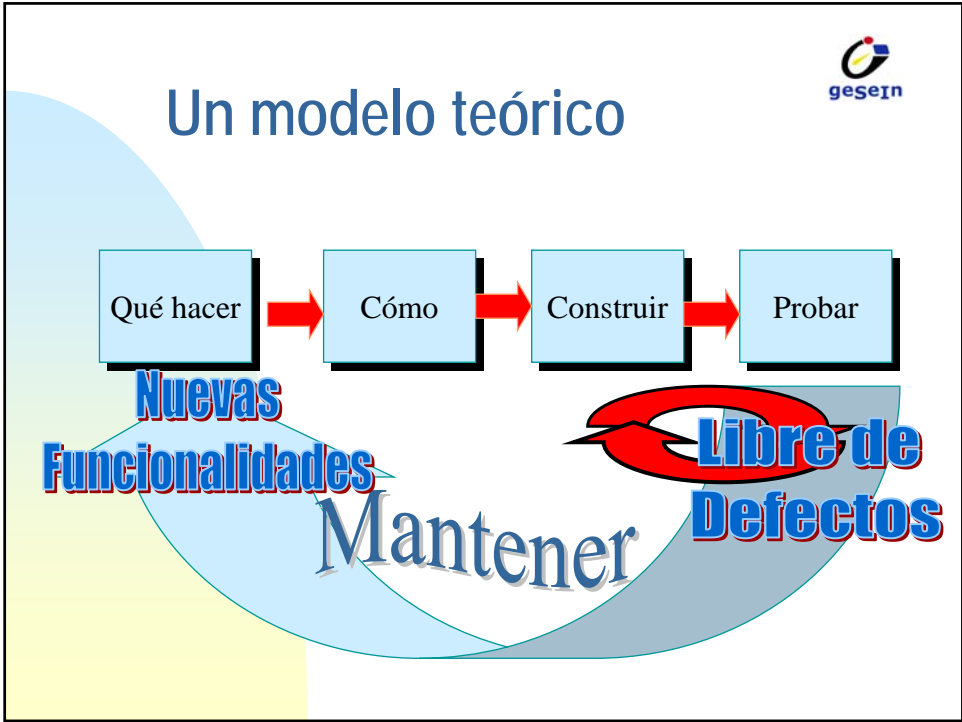 geseIn
Un modelo teórico
Qué hacer
Cómo
Construir
Probar
Nuevas
Funcionalidades
Libre de
Defectos
Mantener